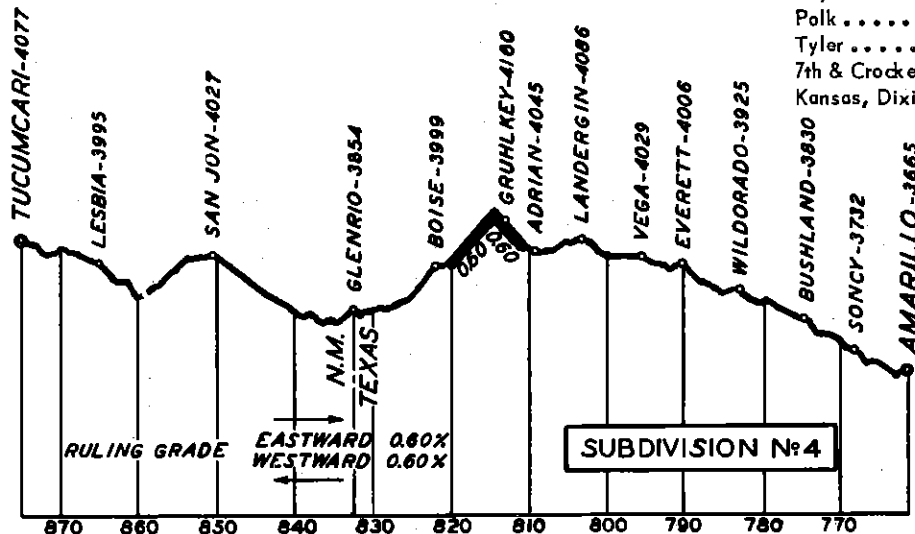 Polk . . . . .
Tyler . . . . .
7th & Crocke
Kansas, Dixi
TUCUMCARI-4077
LESBIA-3995
SAN JON-4027
GLENRIO-3854
BOISE-3999
GRUHLKEY-4180
ADRIAN-4045
LANDERGIN-4086
VEGA-4029
EVERETT-4006
WILDORADO-3925
BUSHLAND-3830
SONCY-3732
AMARILLO-3665
0.60 0.60
N.M.
TEXAS
RULING GRADE EASTWARD 0.60%
WESTWARD 0.60%
SUBDIVISION No4
870 860 850 840 830 820 810 800 790 780 770